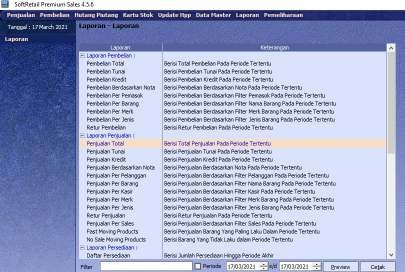 SoftRetail Premium Sales 4.5.6
Penjualan Pembelian Hutang Piutang Kartu Stok Update Hpp Data Master Laporan Pemeliharaan
Tanggal : 17 March 2021
Laporan - Laporan
Laporan
Laporan Keterangan
Laporan Pembelian :
Pembelian Total Berisi Total Pembelian Pada Periode Tertentu
Pembelian Tunai Berisi Pembelian Tunai Pada Periode Tertentu
Pembelian Kredit Berisi Pembelian Kredit Pada Periode Tertentu
Pembelian Berdasarkan Nota Berisi Pembelian Berdasarkan Nota Pada Periode Tertentu
Pembelian Per Pemasok Berisi Pembelian Berdasarkan Filter Pemasok Pada Periode Tertentu
Pembelian Per Barang Berisi Pembelian Berdasarkan Filter Nama Barang Pada Periode Tertentu
Pembelian Per Merk Berisi Pembelian Berdasarkan Filter Merk Barang Pada Periode Tertentu
Pembelian Per Jenis Berisi Pembelian Berdasarkan Filter Jenis Barang Pada Periode Tertentu
Retur Pembelian Berisi Retur Pembelian Pada Periode Tertentu
Laporan Penjualan :
Penjualan Total Berisi Total Penjualan Pada Periode Tertentu
Penjualan Tunai Berisi Penjualan Tunai Pada Periode Tertentu
Penjualan Kredit Berisi Penjualan Kredit Pada Periode Tertentu
Penjualan Berdasarkan Nota Berisi Penjualan Berdasarkan Nota Pada Periode Tertentu
Penjualan Per Pelanggan Berisi Penjualan Berdasarkan Filter Pelanggan Pada Periode Tertentu
Penjualan Per Barang Berisi Penjualan Berdasarkan Filter Nama Barang Pada Periode Tertentu
Penjualan Per Kasir Berisi Penjualan Berdasarkan Filter Kasir Pada Periode Tertentu
Penjualan Per Merk Berisi Penjualan Berdasarkan Filter Merk Barang Pada Periode Tertentu
Penjualan Per Jenis Berisi Penjualan Berdasarkan Filter Jenis Barang Pada Periode Tertentu
Retur Penjualan Berisi Retur Penjualan Pada Periode Tertentu
Penjualan Per Sales Berisi Penjualan Berdasarkan Filter Sales Pada Periode Tertentu
Fast Moving Products Berisi Penjualan Barang Yang Paling Laku Dalam Periode Tertentu
No Sale Moving Products Berisi Barang Yang Tidak Laku dalam Periode Tertentu
Laporan Persediaan :
Daftar Persediaan Berisi Jumlah Persediaan Hingga Periode Akhir
Filter Periode 17/03/2021 s/d 17/03/2021 Preview Cetak